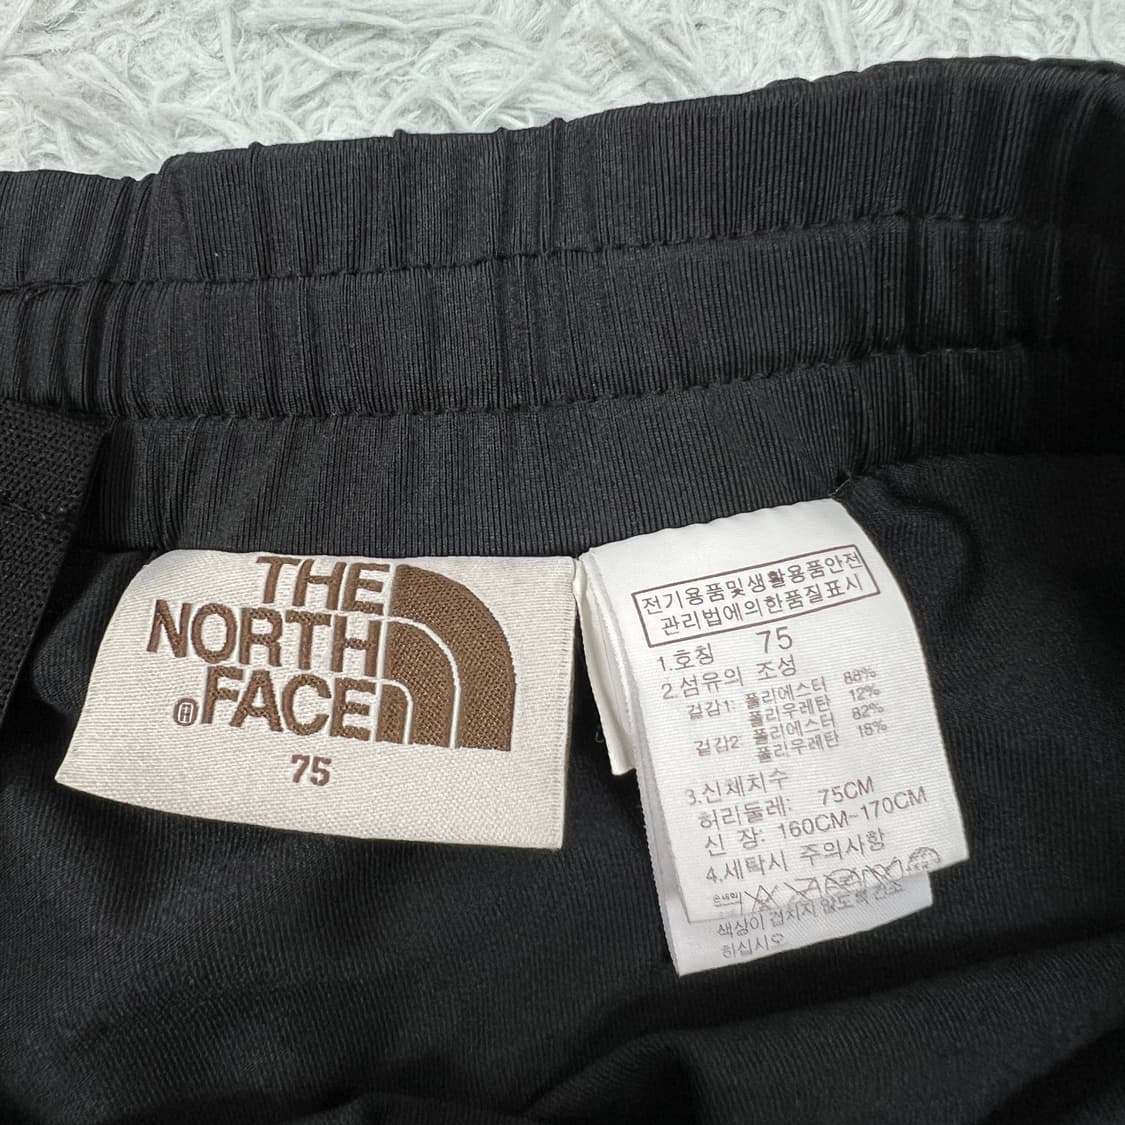 THE
NORTH
FACE
75
전기용품및생활용품안전
관리법에의한품질표시
1.호칭 75
2.섬유의 조성
겉감1 폴리에스터 88%
폴리우레탄 12%
겉감2 폴리에스터 82%
폴리우레탄 18%
3.신체치수
허리둘레: 75CM
신 장: 160CM~170CM
4.세탁시 주의사항
손세탁
색상이 겹치지 않도록 건조
하십시오